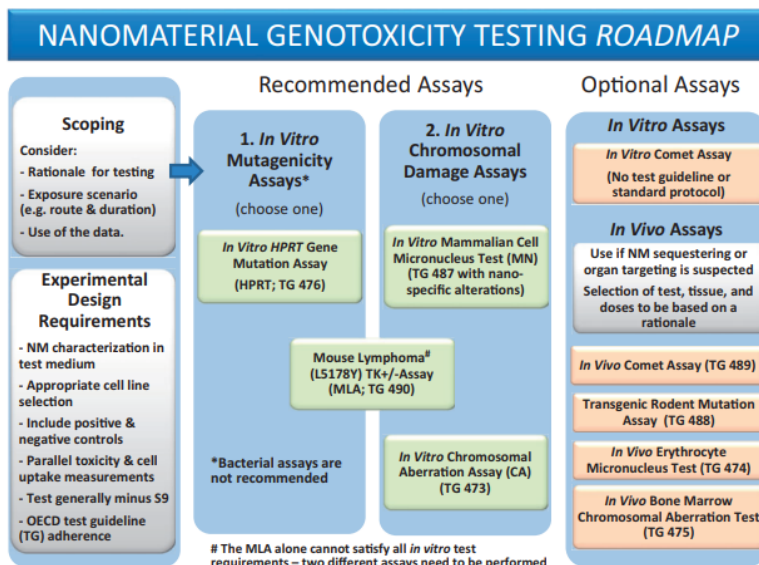 NANOMATERIAL GENOTOXICITY TESTING ROADMAP
Recommended Assays
Optional Assays
Scoping
Consider:
- Rationale for testing
- Exposure scenario
(e.g. route & duration)
- Use of the data.
Experimental
Design
Requirements
- NM characterization in
test medium
- Appropriate cell line
selection
- Include positive &
negative controls
- Parallel toxicity & cell
uptake measurements
- Test generally minus S9
- OECD test guideline
(TG) adherence
1. In Vitro
Mutagenicity
Assays*
(choose one)
In Vitro HPRT Gene
Mutation Assay
(HPRT; TG 476)
2. In Vitro
Chromosomal
Damage Assays
(choose one)
In Vitro Mammalian Cell
Micronucleus Test (MN)
(TG 487 with nano-
specific alterations)
Mouse Lymphoma#
(L5178Y) TK+/-Assay
(MLA; TG 490)
*Bacterial assays are
not recommended
In Vitro Chromosomal
Aberration Assay (CA)
(TG 473)
# The MLA alone cannot satisfy all in vitro test
requirements – two different assays need to be performed
In Vitro Assays
In Vitro Comet Assay
(No test guideline or
standard protocol)
In Vivo Assays
Use if NM sequestering or
organ targeting is suspected
Selection of test, tissue, and
doses to be based on a
rationale
In Vivo Comet Assay (TG 489)
Transgenic Rodent Mutation
Assay (TG 488)
In Vivo Erythrocyte
Micronucleus Test (TG 474)
In Vivo Bone Marrow
Chromosomal Aberration Test
(TG 475)